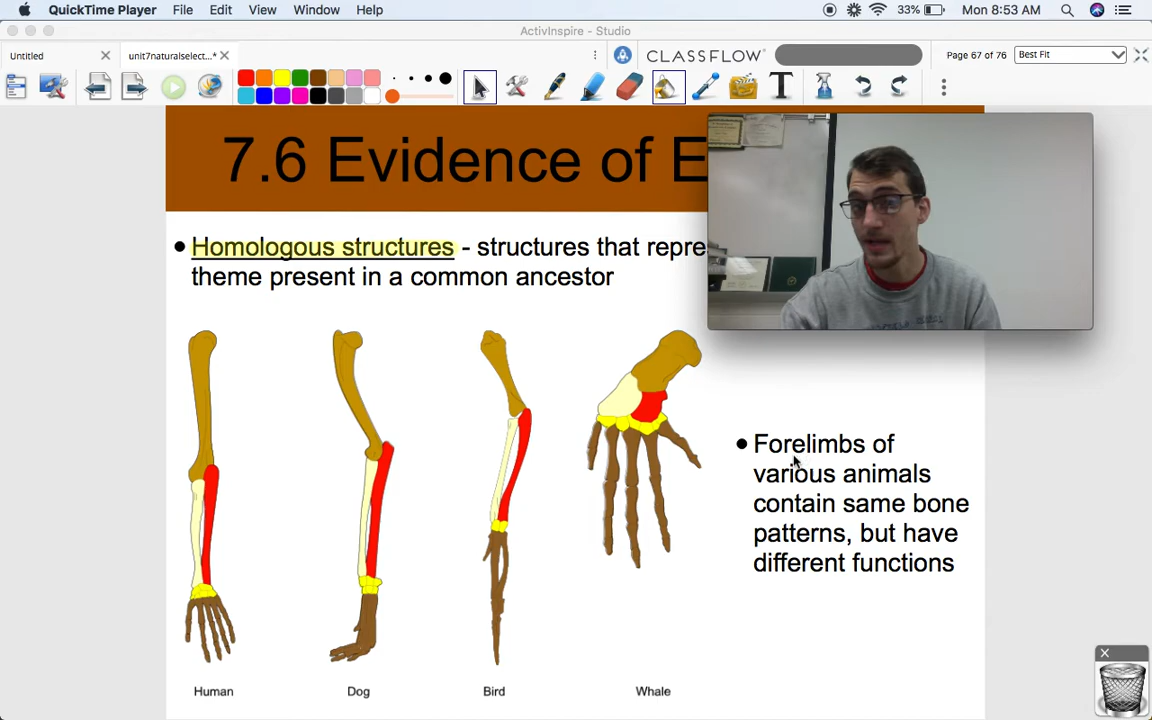 QuickTime Player File Edit View Window Help 33% Mon 8:53 AM
ActivInspire - Studio
Untitled unit7naturalselect...* CLASSFLOW Page 67 of 76 Best Fit
7.6 Evidence of E
Homologous structures - structures that repre
theme present in a common ancestor
Forelimbs of
various animals
contain same bone
patterns, but have
different functions
Human Dog Bird Whale